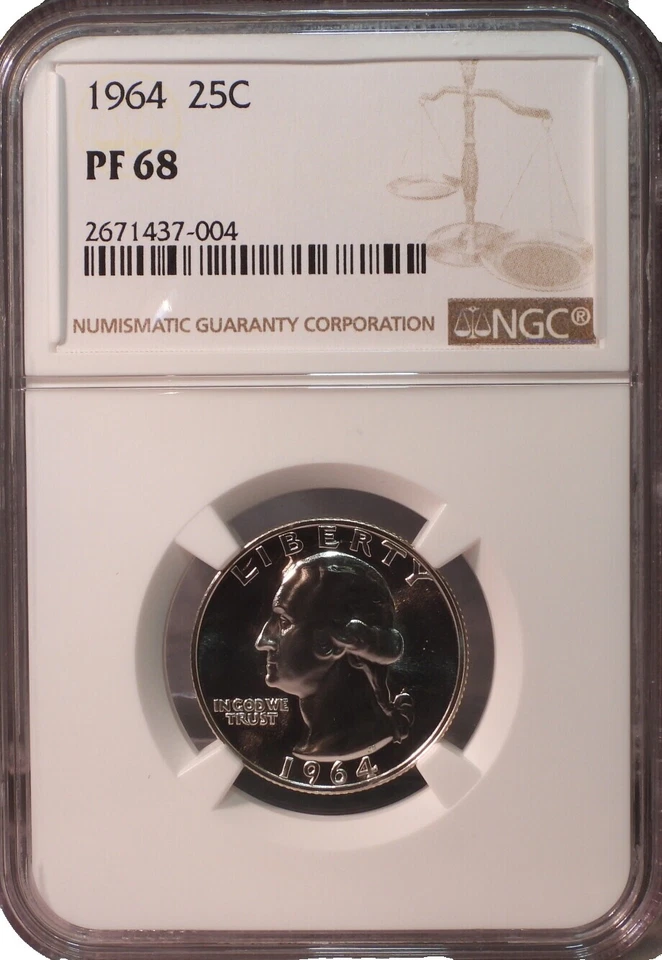 1964 25C
PF 68
2671437-004
NUMISMATIC GUARANTY CORPORATION
NGC®
LIBERTY
IN GOD WE
TRUST
1964